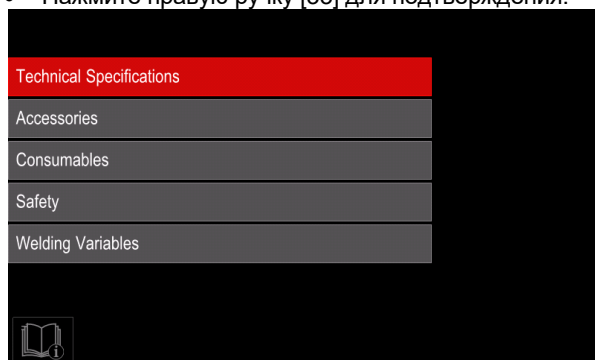 • Нажмите правую ручку для подтверждения.
Technical Specifications
Accessories
Consumables
Safety
Welding Variables